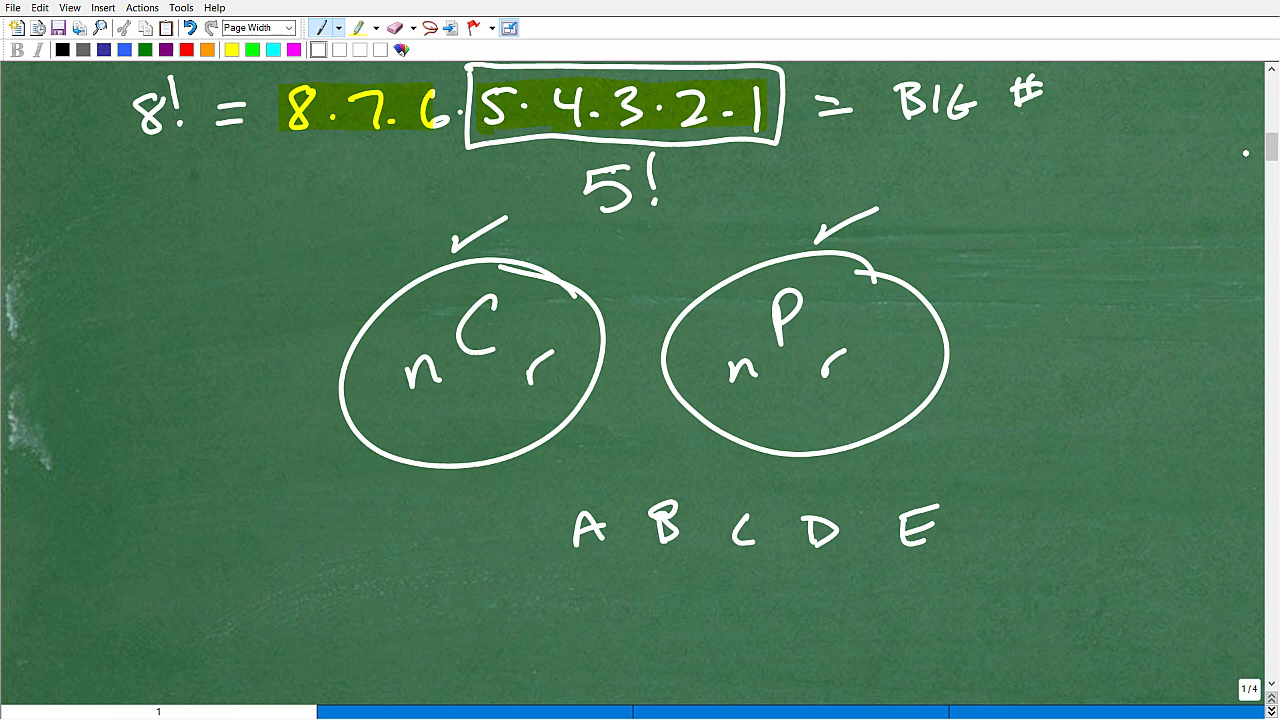 File Edit View Insert Actions Tools Help
Page Width
B I
8! = 8·7·6·5·4·3·2·1 = BIG #
5!
nCr nPr
A B C D E
1/4
1